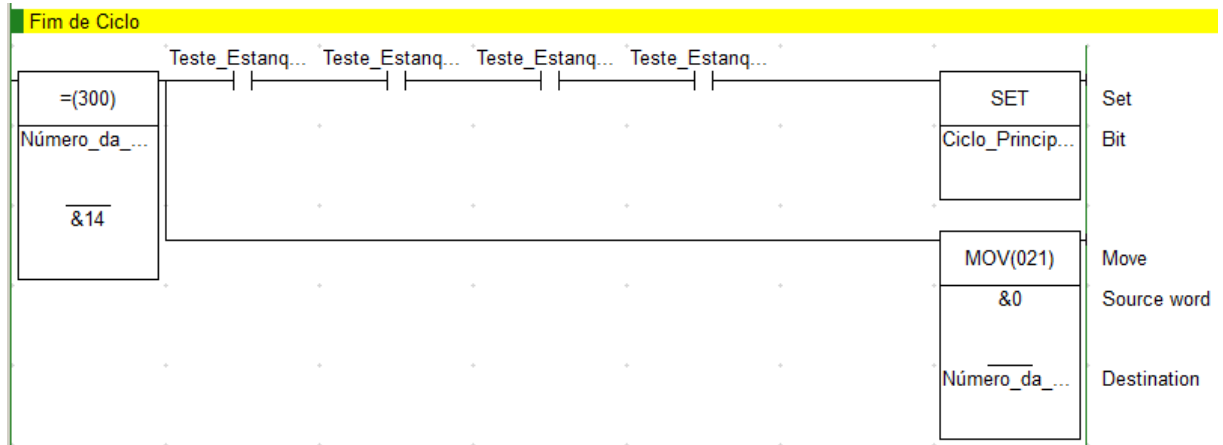 Fim de Ciclo
Teste_Estanq... Teste_Estanq... Teste_Estanq... Teste_Estanq...
=(300)
Número_da_...
&14
SET Set
Ciclo_Princip... Bit
MOV(021) Move
&0 Source word
Número_da_... Destination